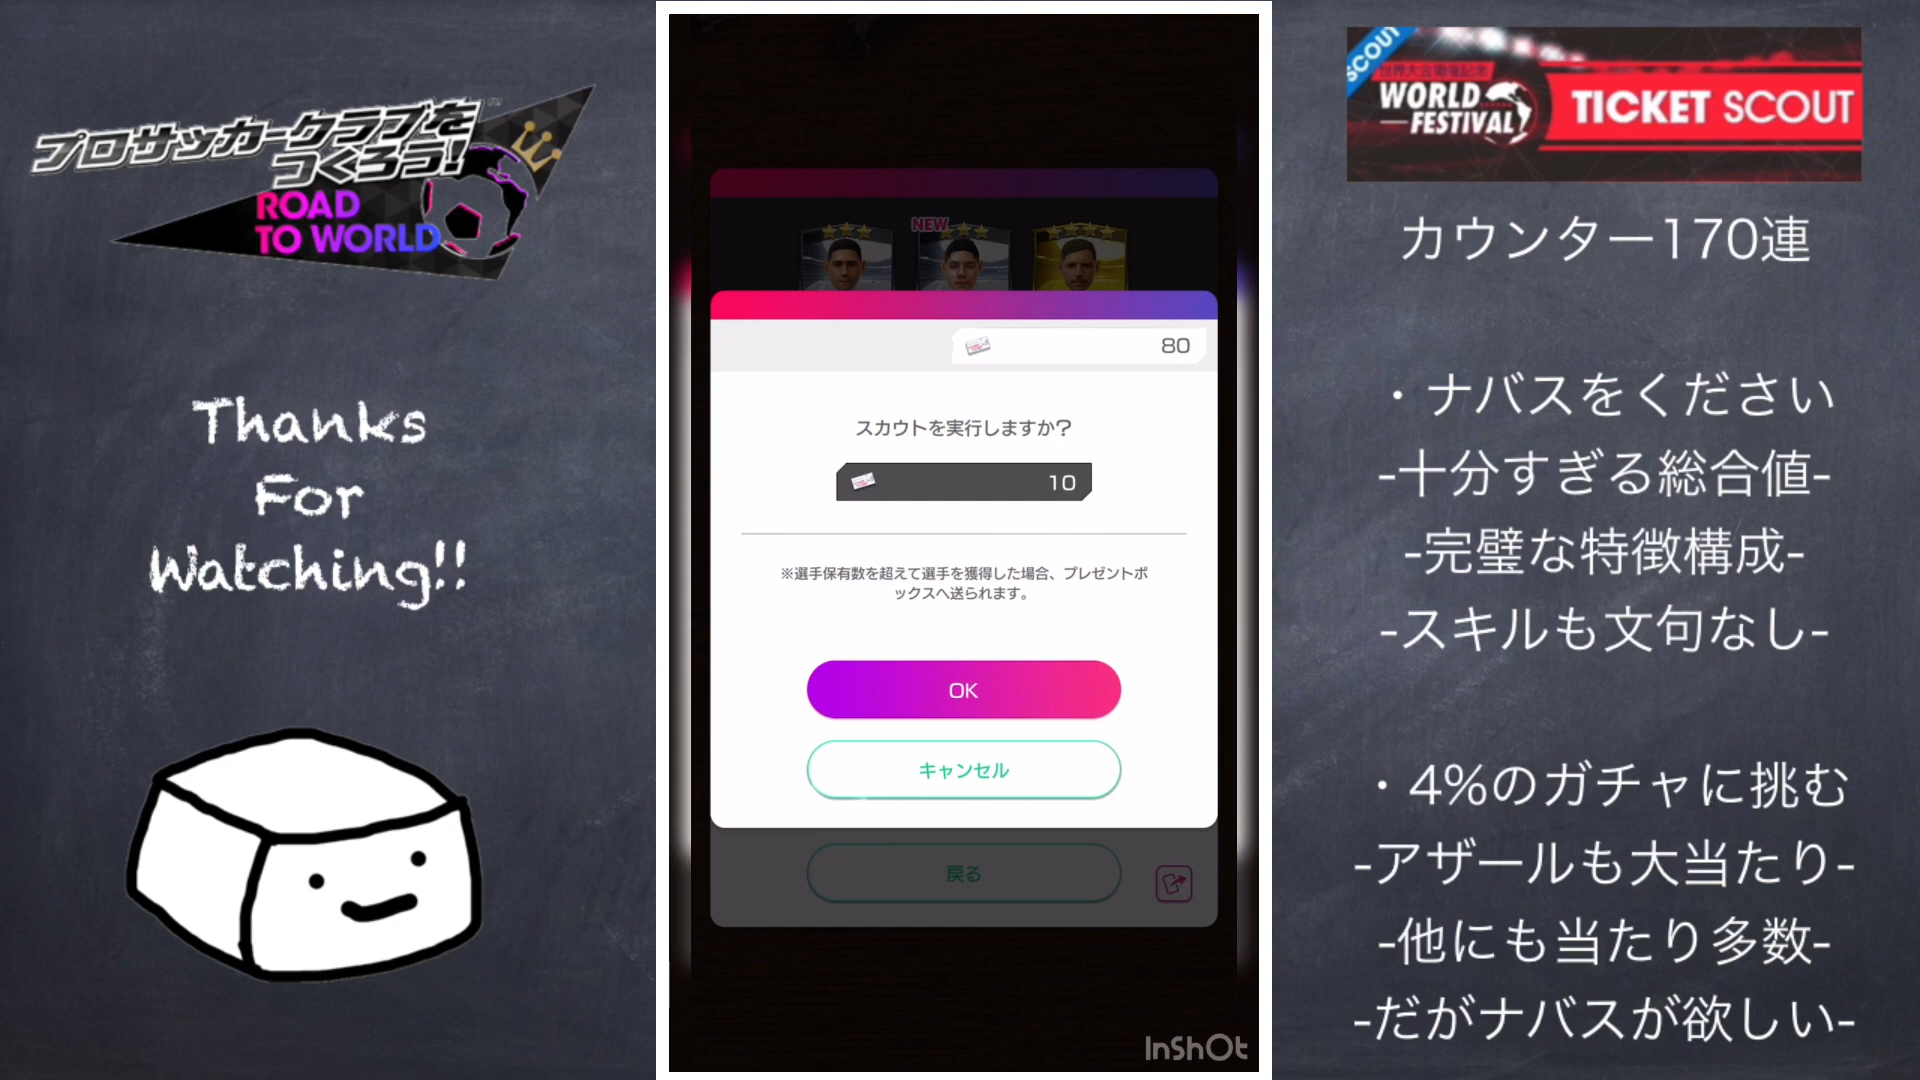 プロサッカークラブを
つくろう!
ROAD
TO WORLD
Thanks
For
Watching!!
NEW
80
スカウトを実行しますか?
10
※選手保有数を超えて選手を獲得した場合、プレゼントボ
ックスへ送られます。
OK
キャンセル
戻る
InShOt
SCOUT
世界大会開催記念
WORLD
FESTIVAL
TICKET SCOUT
カウンター170連
・ナバスをください
-十分すぎる総合値-
-完璧な特徴構成-
-スキルも文句なし-
・4%のガチャに挑む
-アザールも大当たり-
-他にも当たり多数-
-だがナバスが欲しい-